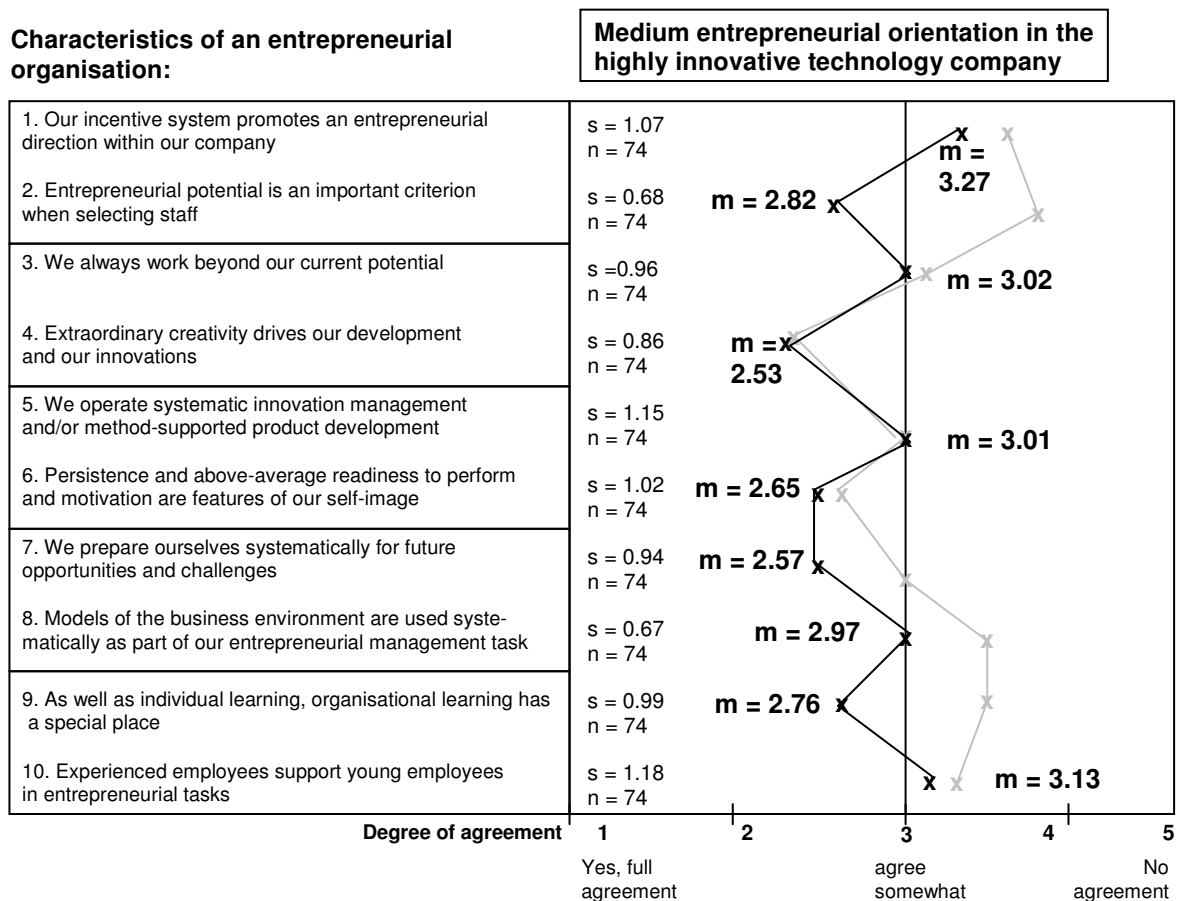 Characteristics of an entrepreneurial
organisation:
Medium entrepreneurial orientation in the
highly innovative technology company
1. Our incentive system promotes an entrepreneurial
direction within our company
s = 1.07
n = 74
m =
3.27
2. Entrepreneurial potential is an important criterion
when selecting staff
s = 0.68
n = 74
m = 2.82
3. We always work beyond our current potential
s =0.96
n = 74
m = 3.02
4. Extraordinary creativity drives our development
and our innovations
s = 0.86
n = 74
m =
2.53
5. We operate systematic innovation management
and/or method-supported product development
s = 1.15
n = 74
m = 3.01
6. Persistence and above-average readiness to perform
and motivation are features of our self-image
s = 1.02
n = 74
m = 2.65
7. We prepare ourselves systematically for future
opportunities and challenges
s = 0.94
n = 74
m = 2.57
8. Models of the business environment are used syste-
matically as part of our entrepreneurial management task
s = 0.67
n = 74
m = 2.97
9. As well as individual learning, organisational learning has
a special place
s = 0.99
n = 74
m = 2.76
10. Experienced employees support young employees
in entrepreneurial tasks
s = 1.18
n = 74
m = 3.13
Degree of agreement 1 2 3 4 5
Yes, full
agreement
agree
somewhat
No
agreement